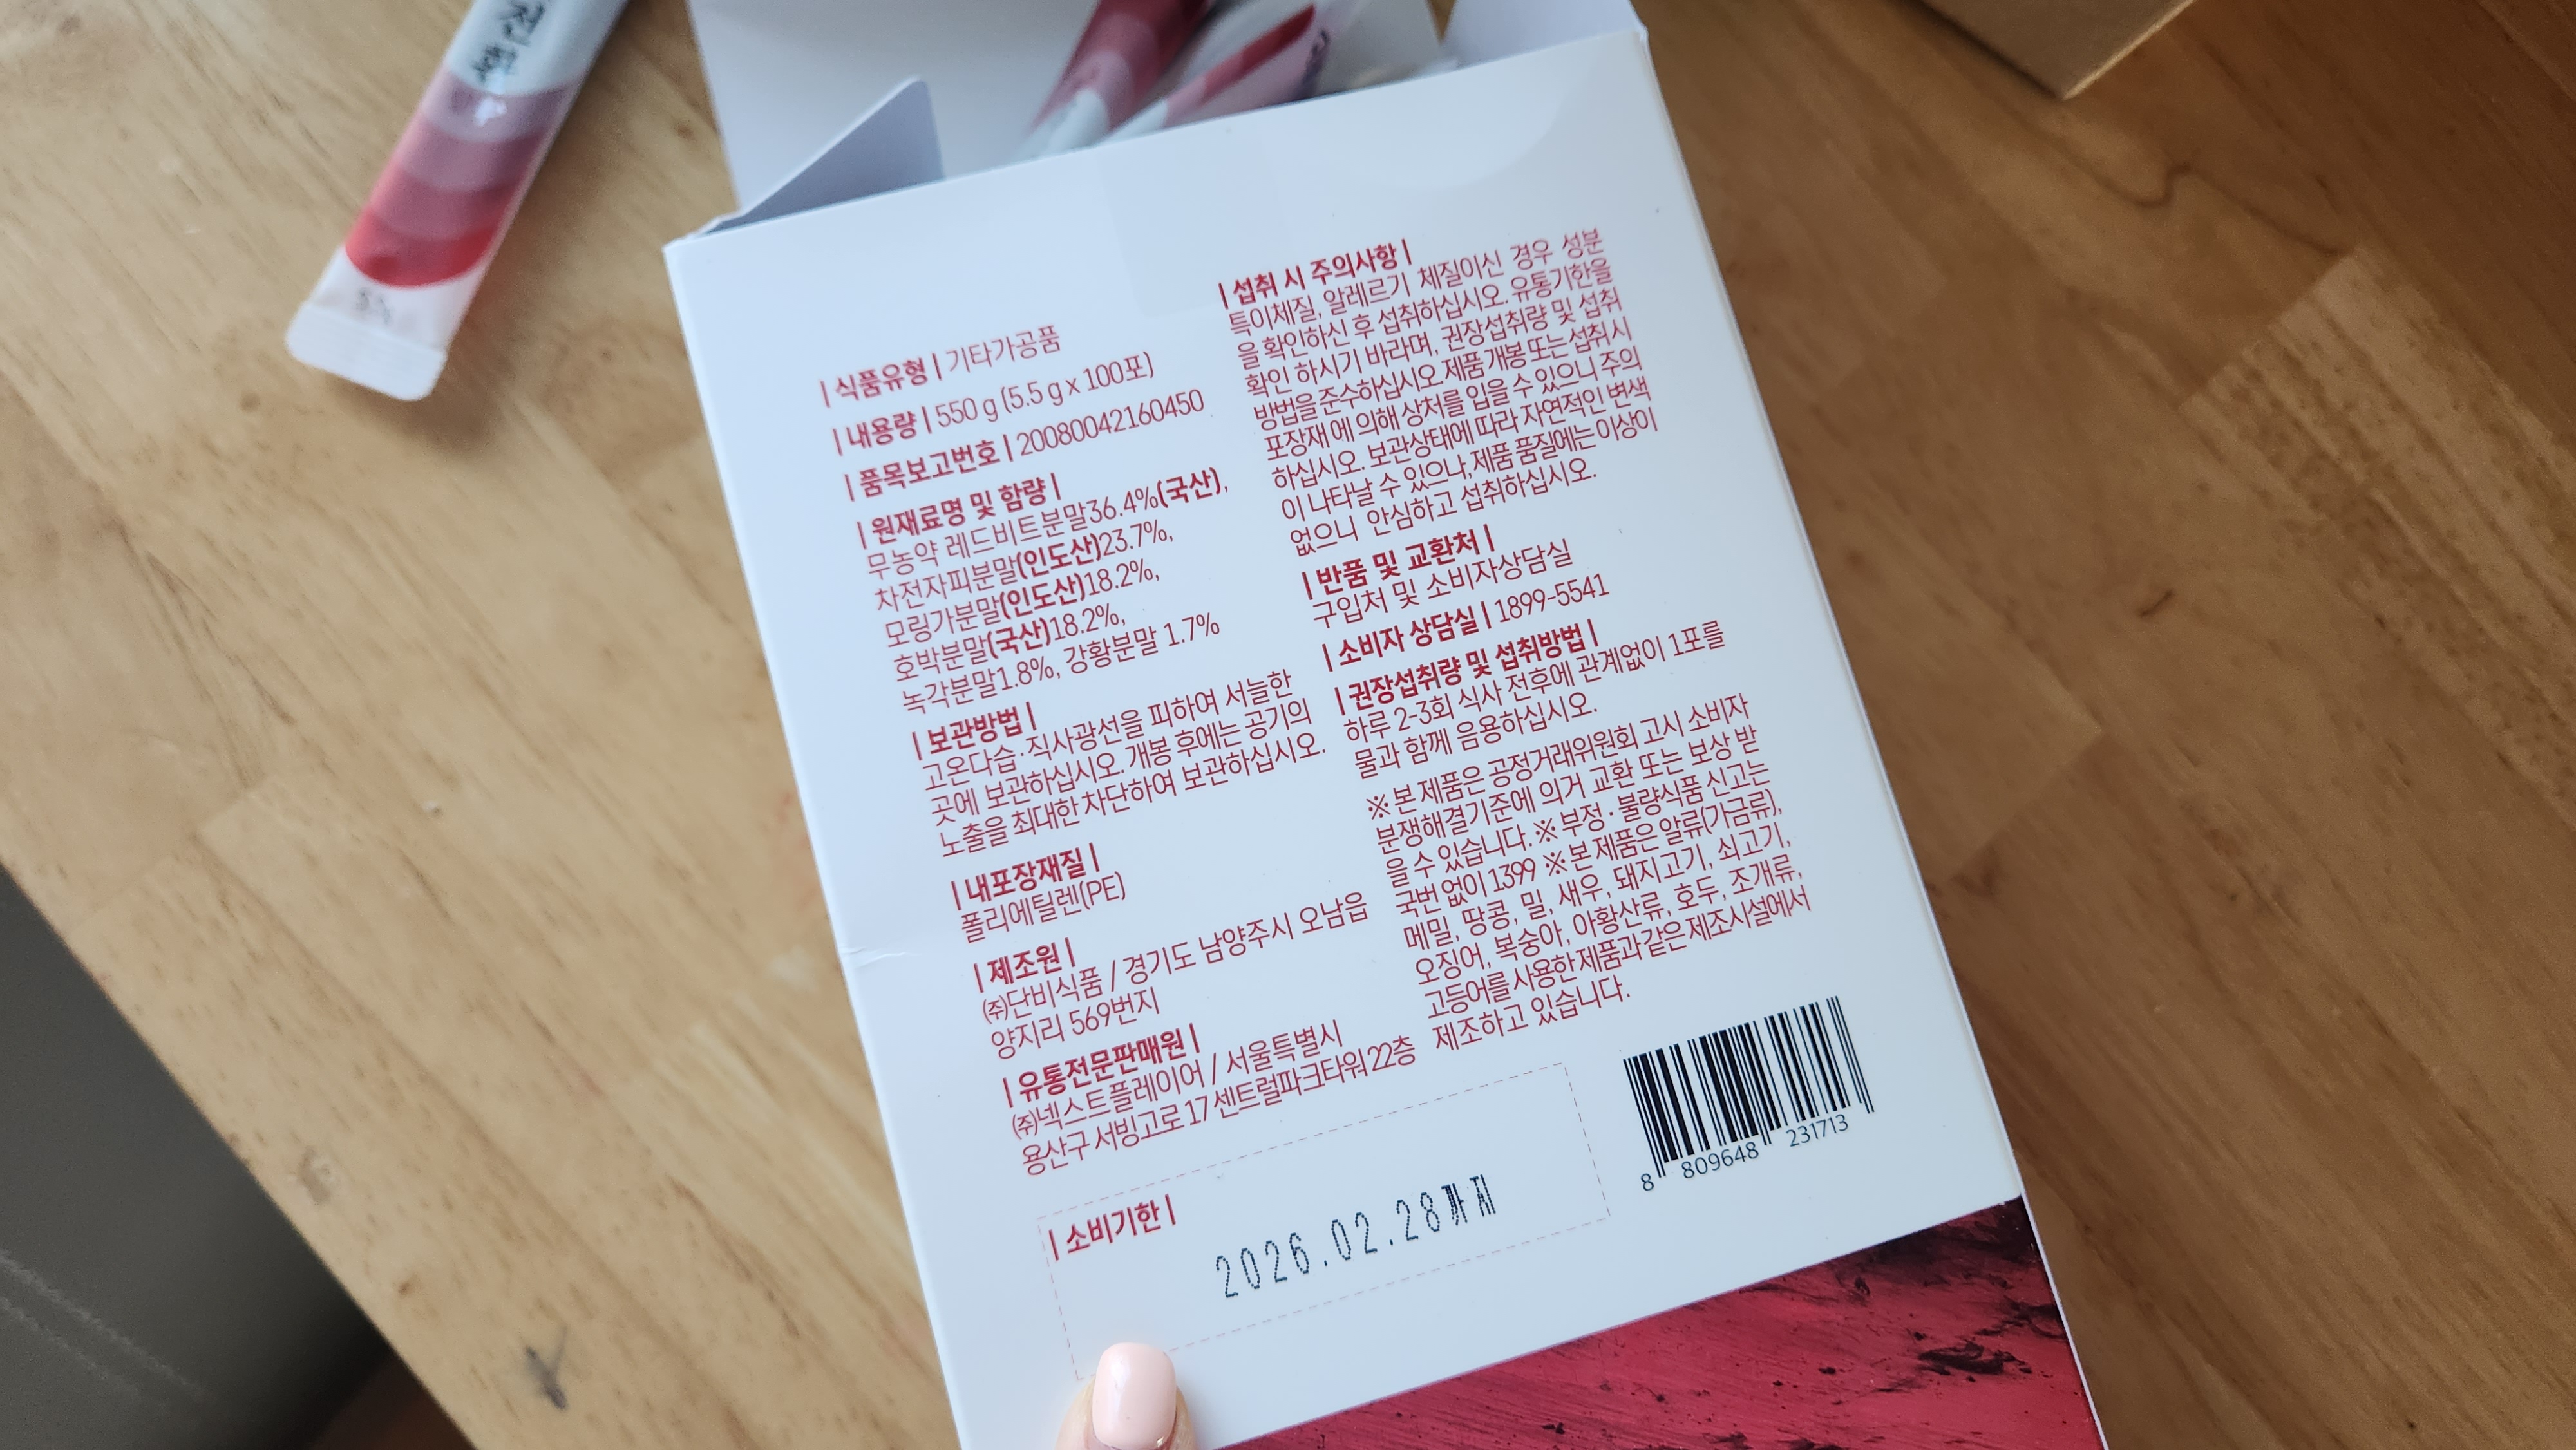 | 식품유형 | 기타가공품
| 내용량 | 550 g (5.5 g x 100포)
| 품목보고번호 | 20080042160450
| 원재료명 및 함량 |
무농약 레드비트분말36.4%(국산),
차전자피분말(인도산)23.7%,
모링가분말(인도산)18.2%,
호박분말(국산)18.2%,
녹각분말1.8%, 강황분말 1.7%
| 보관방법 |
고온다습·직사광선을 피하여 서늘한
곳에 보관하십시오. 개봉 후에는 공기의
노출을 최대한 차단하여 보관하십시오.
| 내포장재질 |
폴리에틸렌(PE)
| 제조원 |
㈜단비식품 / 경기도 남양주시 오남읍
양지리 569번지
| 유통전문판매원 |
㈜넥스트플레이어 / 서울특별시
용산구 서빙고로 17 센트럴파크타워 22층
| 섭취 시 주의사항 |
특이체질, 알레르기 체질이신 경우 성분
을 확인하신 후 섭취하십시오. 유통기한을
확인 하시기 바라며, 권장섭취량 및 섭취
방법을 준수하십시오. 제품 개봉 또는 섭취시
포장재에 의해 상처를 입을 수 있으니 주의
하십시오. 보관상태에 따라 자연적인 변색
이 나타날 수 있으나, 제품 품질에는 이상이
없으니 안심하고 섭취하십시오.
| 반품 및 교환처 |
구입처 및 소비자상담실
| 소비자 상담실 | 1899-5541
| 권장섭취량 및 섭취방법 |
하루 2-3회 식사 전후에 관계없이 1포를
물과 함께 음용하십시오.
※ 본 제품은 공정거래위원회 고시 소비자
분쟁해결기준에 의거 교환 또는 보상 받
을 수 있습니다. ※ 부정·불량식품 신고는
국번 없이 1399 ※ 본 제품은 알류(가금류),
메밀, 땅콩, 밀, 새우, 돼지고기, 쇠고기,
오징어, 복숭아, 아황산류, 호두, 조개류,
고등어를 사용한 제품과 같은 제조시설에서
제조하고 있습니다.
| 소비기한 |
2026.02.28까지
8 809648 231713